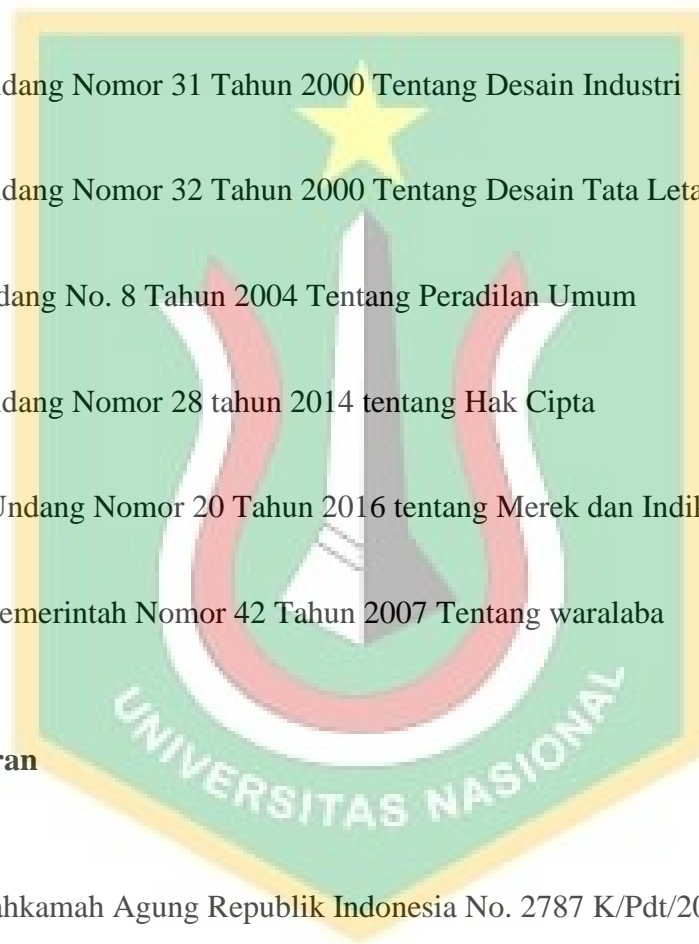 dang Nomor 31 Tahun 2000 Tentang Desain Industri
dang Nomor 32 Tahun 2000 Tentang Desain Tata Leta
dang No. 8 Tahun 2004 Tentang Peradilan Umum
dang Nomor 28 tahun 2014 tentang Hak Cipta
Undang Nomor 20 Tahun 2016 tentang Merek dan Indi
emerintah Nomor 42 Tahun 2007 Tentang waralaba
UNIVERSITAS NASIONAL
ran
ahkamah Agung Republik Indonesia No. 2787 K/Pdt/20